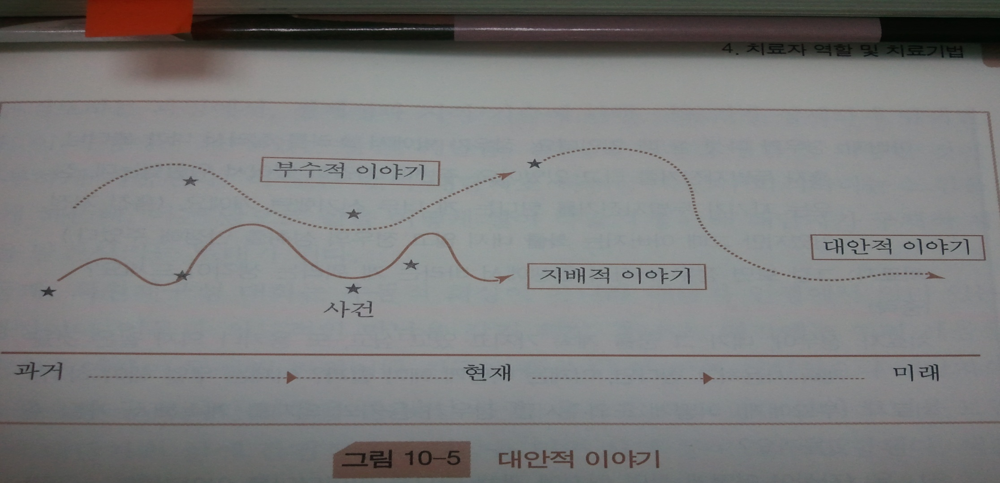 4. 치료자 역할 및 치료기법
부수적 이야기
대안적 이야기
지배적 이야기
사건
과거 현재 미래
그림 10-5 대안적 이야기